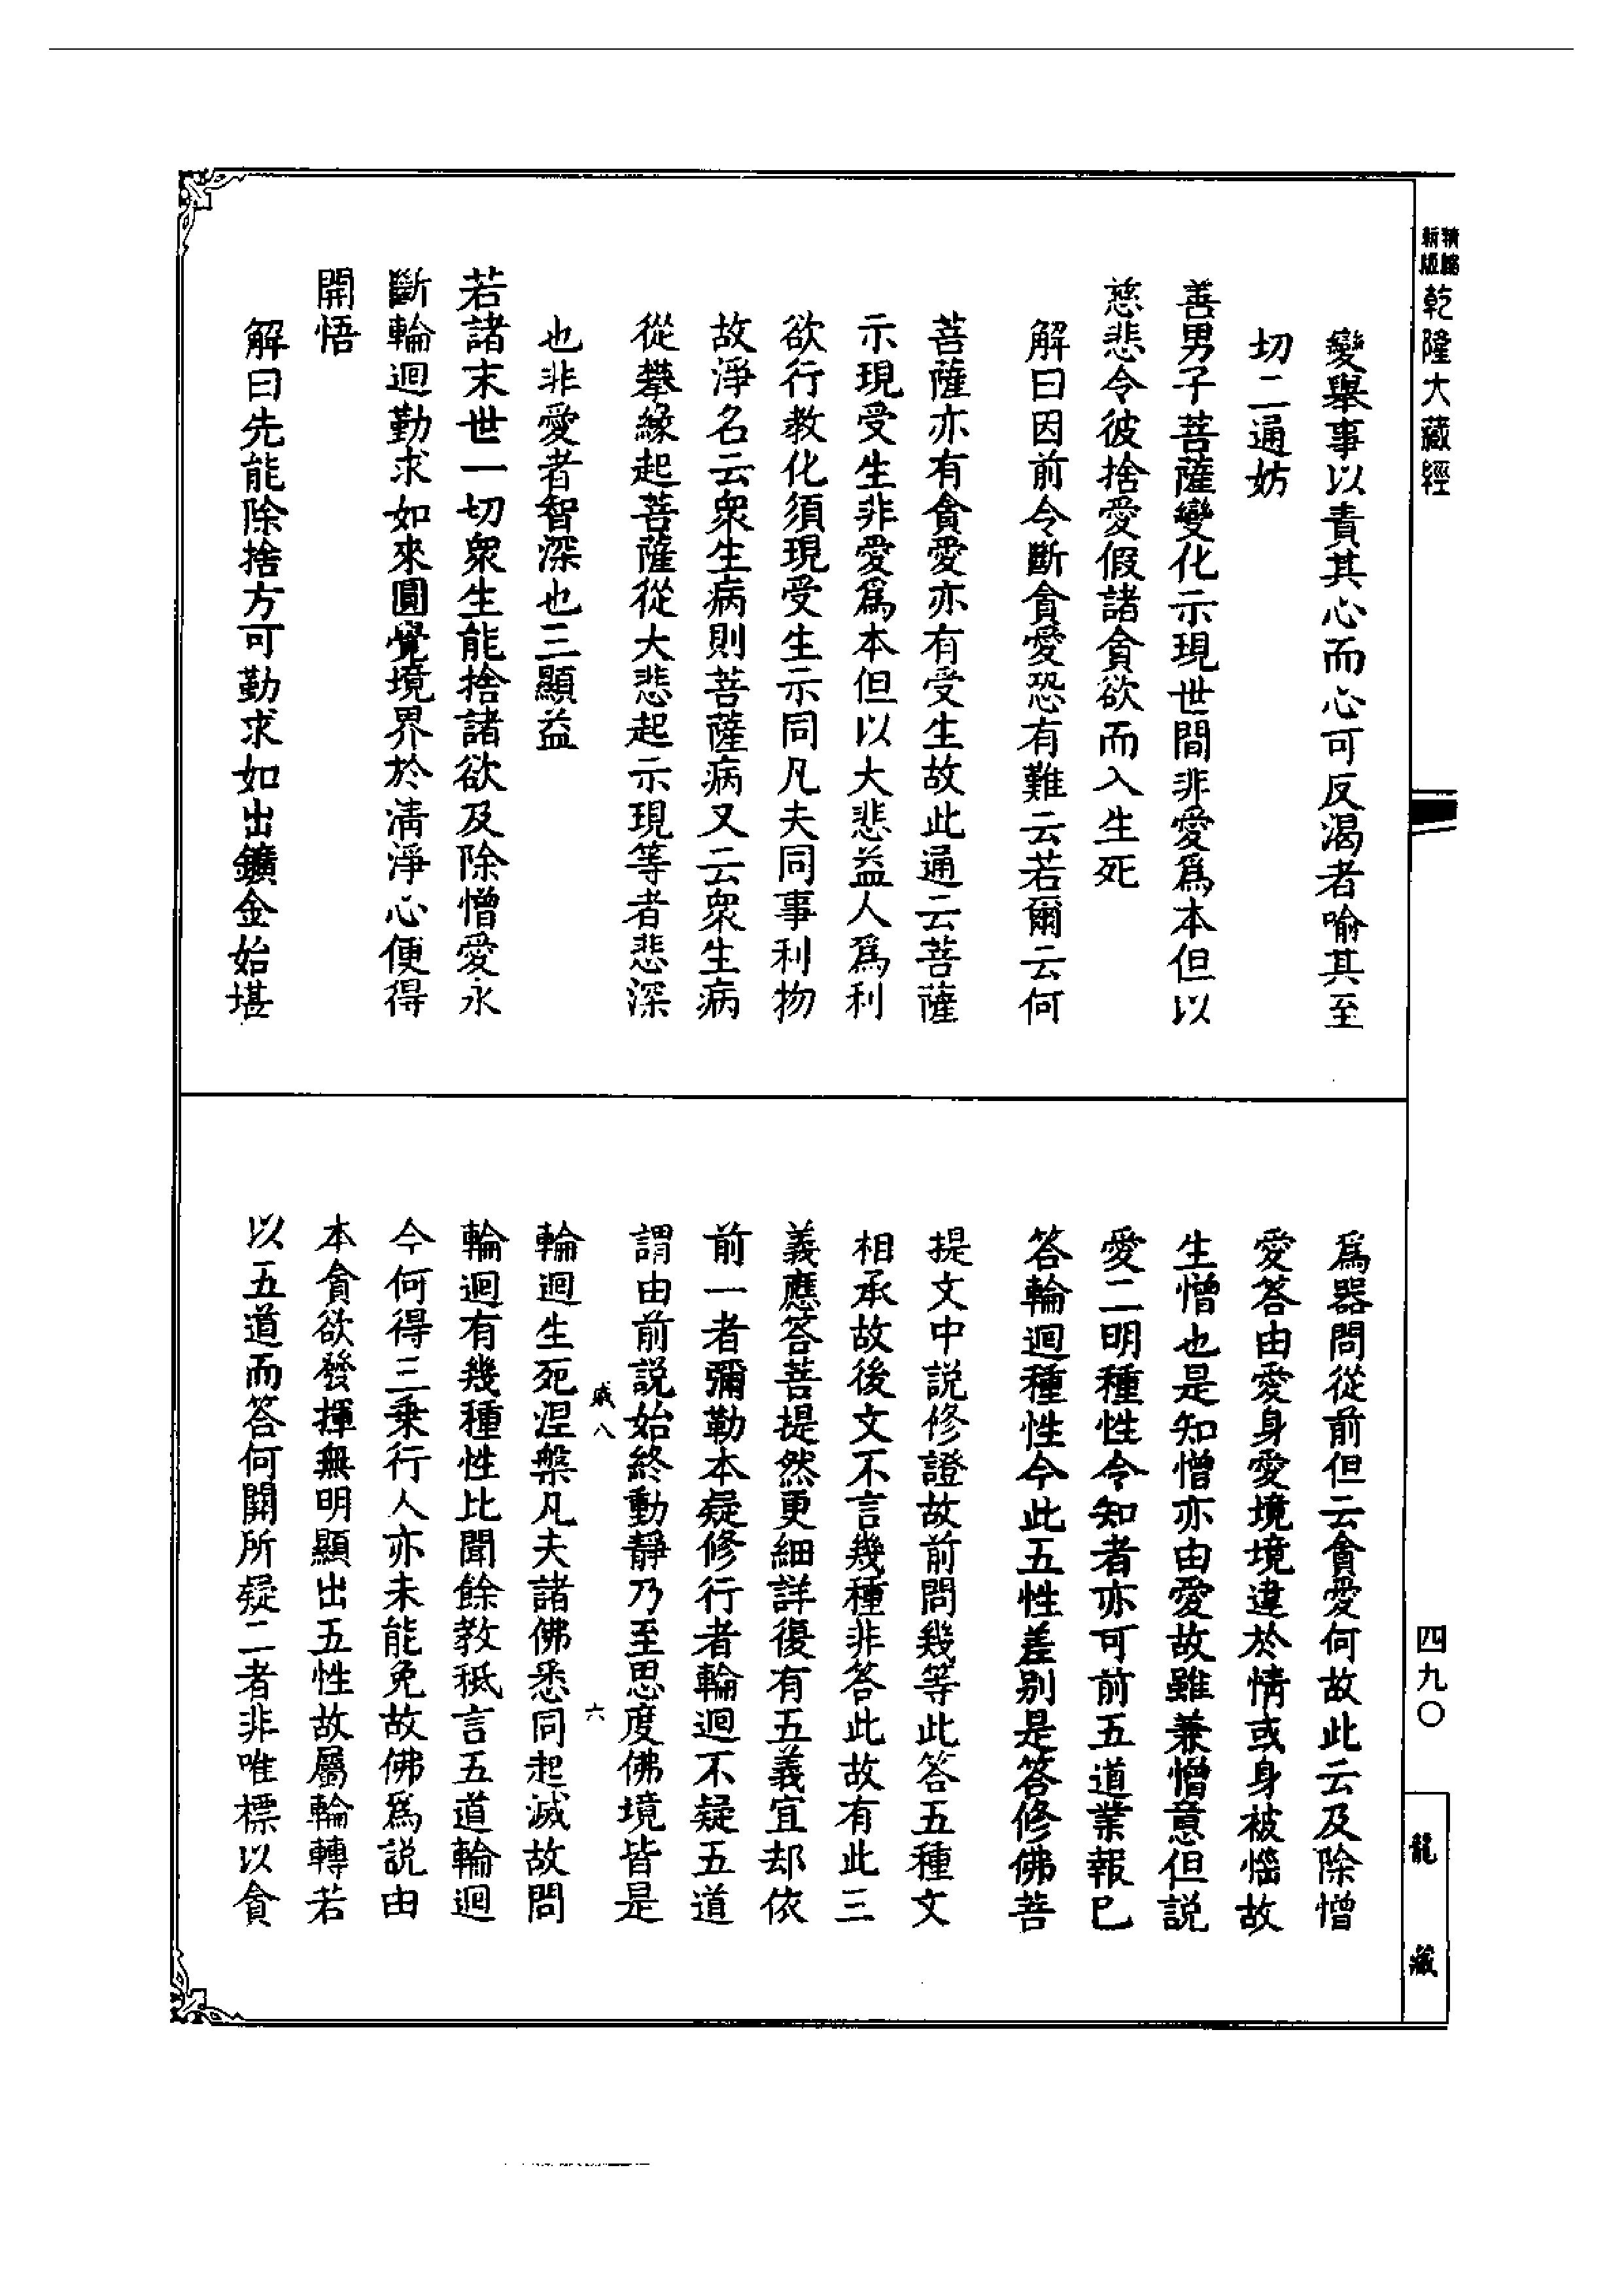 精縮新版
乾隆大藏經
變舉事以責其心而心可反渴者喻其至
切二通妨
善男子菩薩變化示現世間非愛爲本但以
慈悲令彼捨愛假諸貪欲而入生死
解曰因前令斷貪愛恐有難云若爾云何
菩薩亦有貪愛亦有受生故此通云菩薩
示現受生非愛爲本但以大悲益人爲利
欲行教化須現受生示同凡夫同事利物
故淨名云衆生病則菩薩病又云衆生病
從攀緣起菩薩從大悲起示現等者悲深
也非愛者智深也三顯益
若諸末世一切衆生能捨諸欲及除憎愛永
斷輪迴勤求如來圓覺境界於清淨心便得
開悟
解曰先能除捨方可勤求如出鑛金始堪
爲器問從前但云貪愛何故此云及除憎
愛答由愛身愛境境違於情或身被惱故
生憎也是知憎亦由愛故雖兼憎意但説
愛二明種性令知者亦可前五道業報已
答輪迴種性今此五性差别是答修佛菩
提文中説修證故前問幾等此答五種文
相承故後文不言幾種非答此故有此三
義應答菩提然更細詳復有五義宜却依
前一者彌勒本疑修行者輪迴不疑五道
謂由前説始終動靜乃至思度佛境皆是
輪迴生死涅槃凡夫諸佛悉同起滅故問
輪迴有幾種性比聞餘教秖言五道輪迴
今何得三乗行人亦未能免故佛爲説由
本貪欲發揮無明顯出五性故屬輪轉若
以五道而答何開所疑二者非唯標以貪
戚八
六
四九〇
龍藏